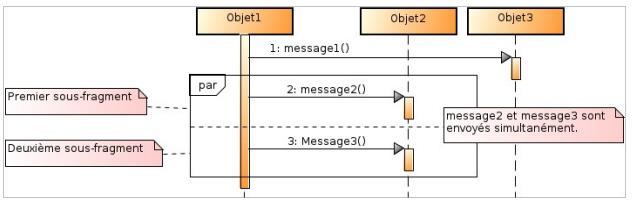 Objet1
Objet2
Objet3
1: message1()
par
Premier sous-fragment
2: message2()
message2 et message3 sont
envoyés simultanément.
Deuxième sous-fragment
3: Message3()